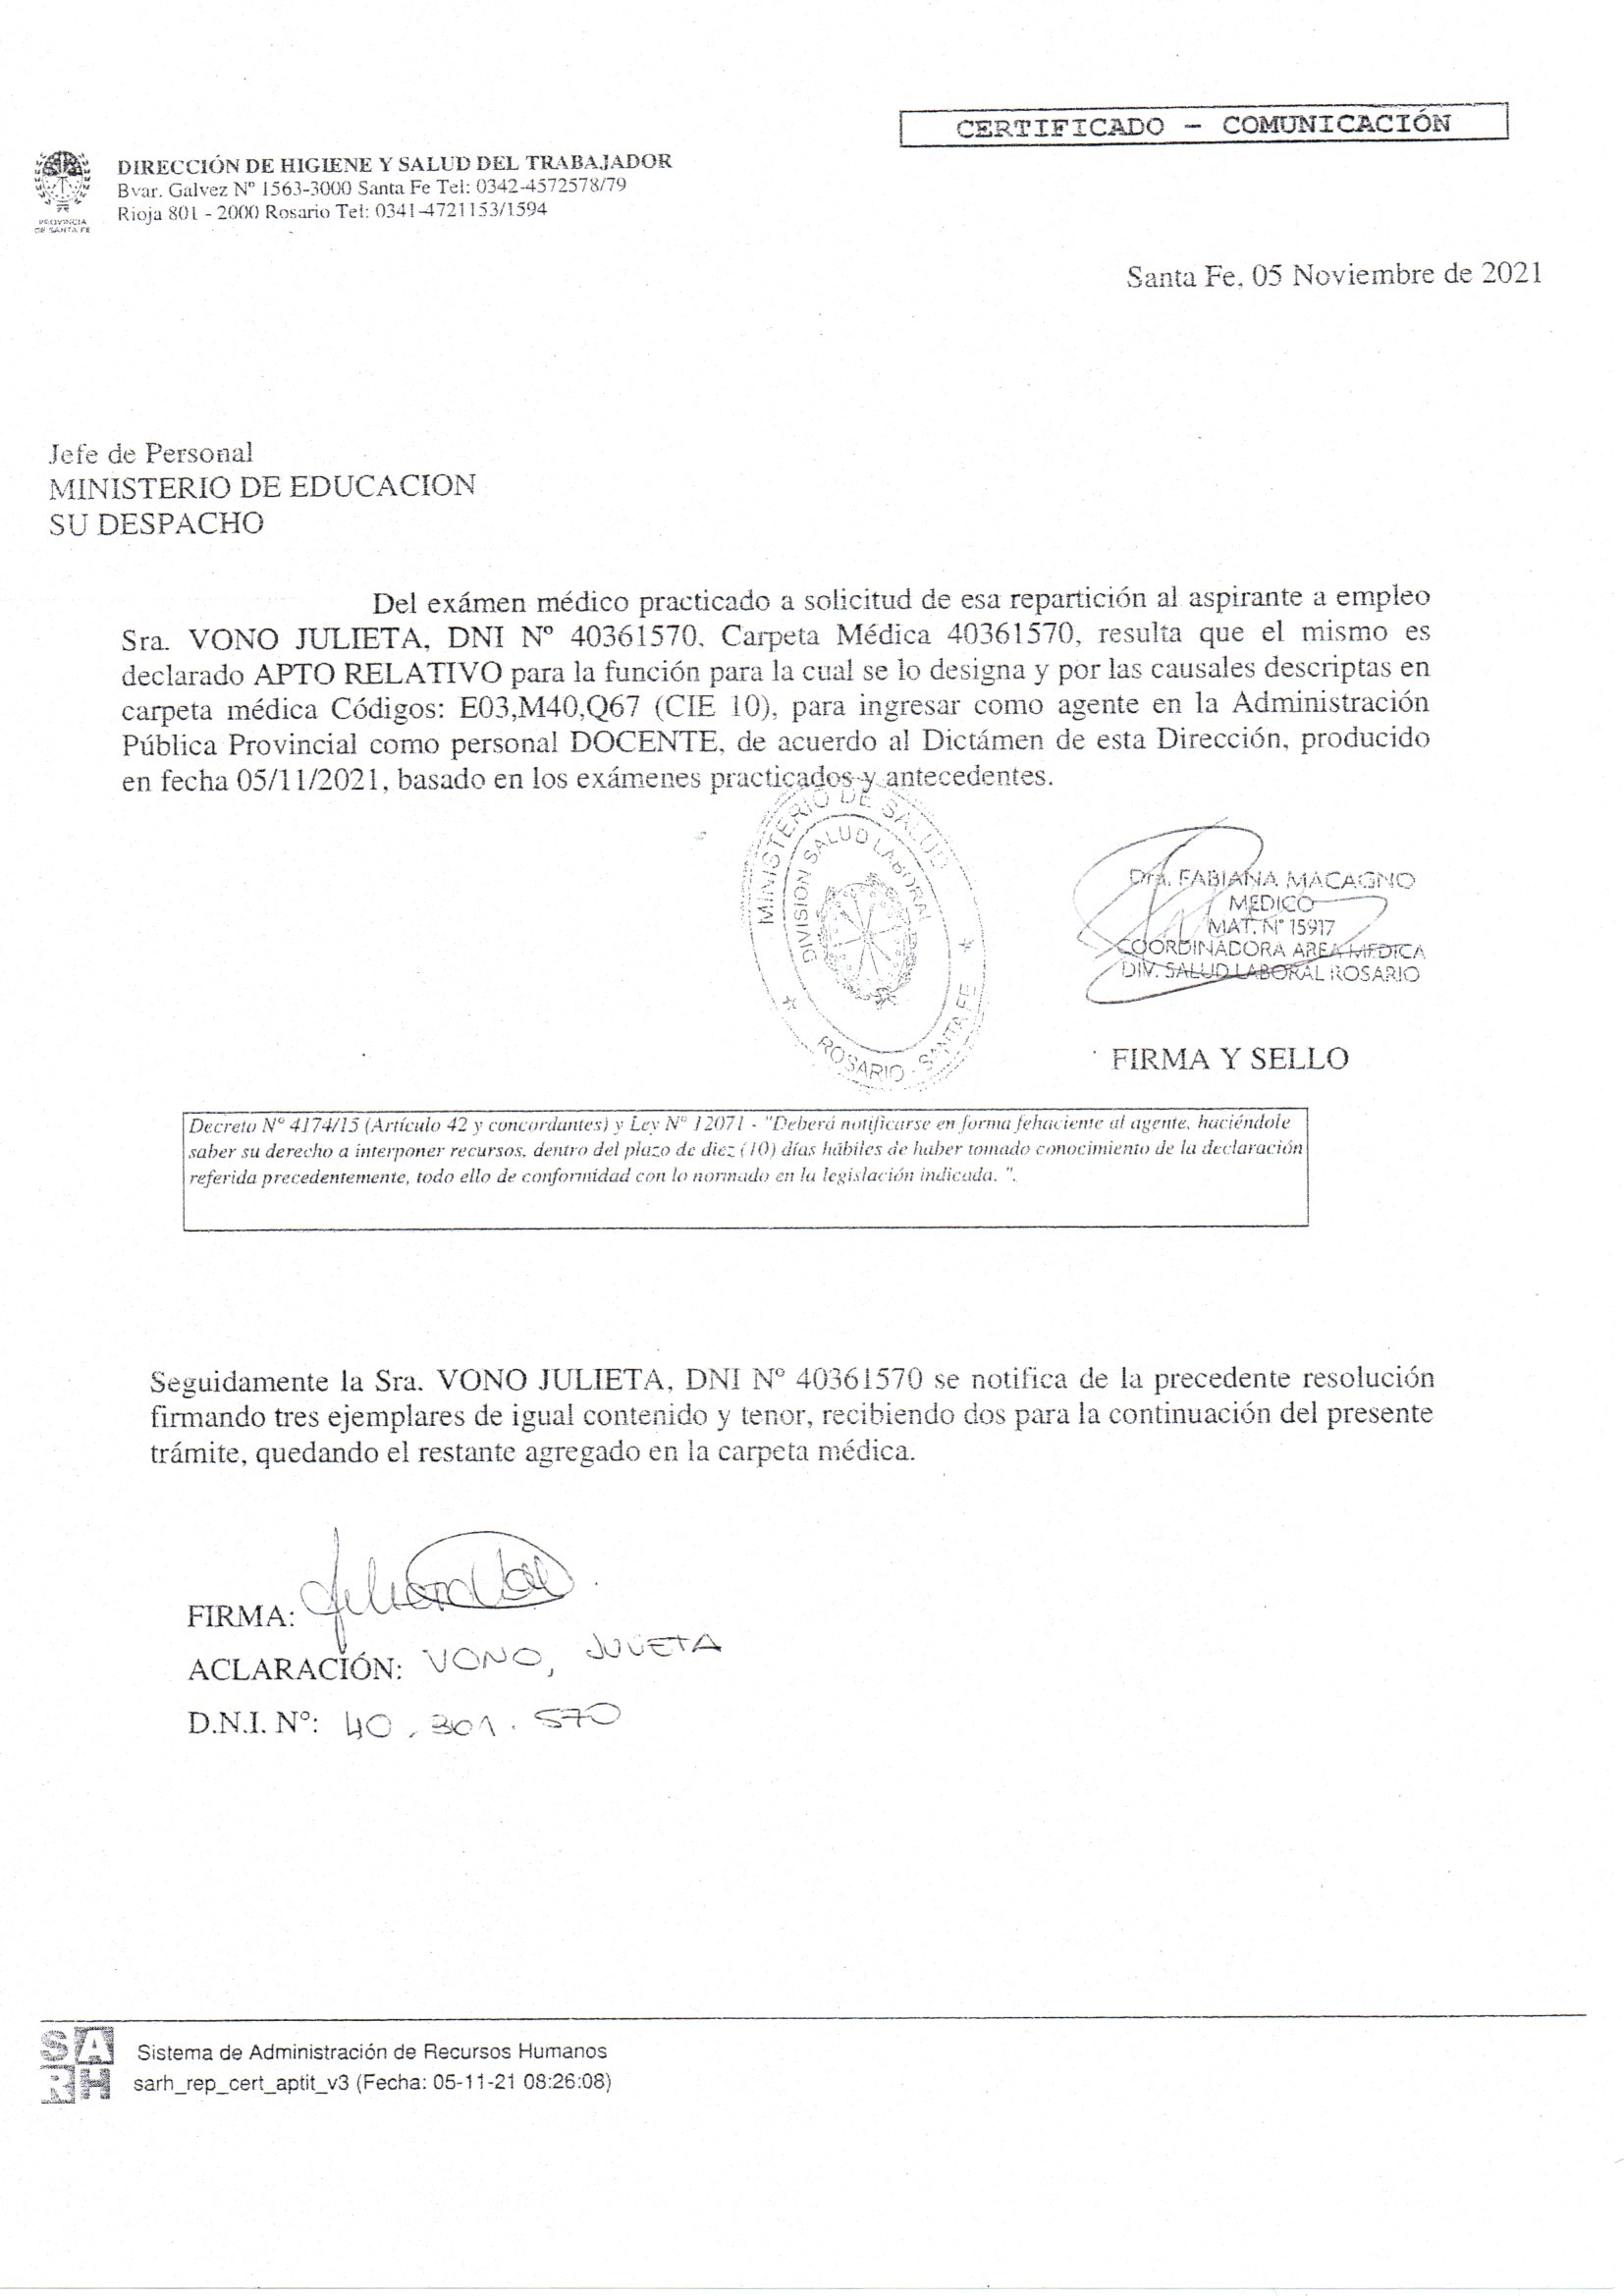 CERTIFICADO - COMUNICACIÓN
DIRECCIÓN DE HIGIENE Y SALUD DEL TRABAJADOR
Bvar. Galvez Nº 1563-3000 Santa Fe Tel: 0342-4572578/79
Rioja 801 - 2000 Rosario Tel: 0341-4721153/1594
PROVINCIA
DE SANTA FE
Santa Fe, 05 Noviembre de 2021
Jefe de Personal
MINISTERIO DE EDUCACION
SU DESPACHO
Del exámen médico practicado a solicitud de esa repartición al aspirante a empleo
Sra. VONO JULIETA, DNI Nº 40361570, Carpeta Médica 40361570, resulta que el mismo es
declarado APTO RELATIVO para la función para la cual se lo designa y por las causales descriptas en
carpeta médica Códigos: E03,M40,Q67 (CIE 10), para ingresar como agente en la Administración
Pública Provincial como personal DOCENTE, de acuerdo al Dictámen de esta Dirección, producido
en fecha 05/11/2021, basado en los exámenes practicados y antecedentes.
MINISTERIO DE SALUD
DIVISION SALUD LABORAL
ROSARIO - SANTA FE
Dra. FABIANA MACAGNO
MEDICO
MAT. Nº 15917
COORDINADORA AREA MEDICA
DIV. SALUD LABORAL ROSARIO
FIRMA Y SELLO
Decreto Nº 4174/15 (Artículo 42 y concordantes) y Ley Nº 12071 - "Deberá notificarse en forma fehaciente al agente, haciéndole
saber su derecho a interponer recursos, dentro del plazo de diez (10) días hábiles de haber tomado conocimiento de la declaración
referida precedentemente, todo ello de conformidad con lo normado en la legislación indicada. ".
Seguidamente la Sra. VONO JULIETA, DNI Nº 40361570 se notifica de la precedente resolución
firmando tres ejemplares de igual contenido y tenor, recibiendo dos para la continuación del presente
trámite, quedando el restante agregado en la carpeta médica.
FIRMA:
ACLARACIÓN: VONO, JULIETA
D.N.I. Nº: 40.361.570
SARH
Sistema de Administración de Recursos Humanos
sarh_rep_cert_aptit_v3 (Fecha: 05-11-21 08:26:08)